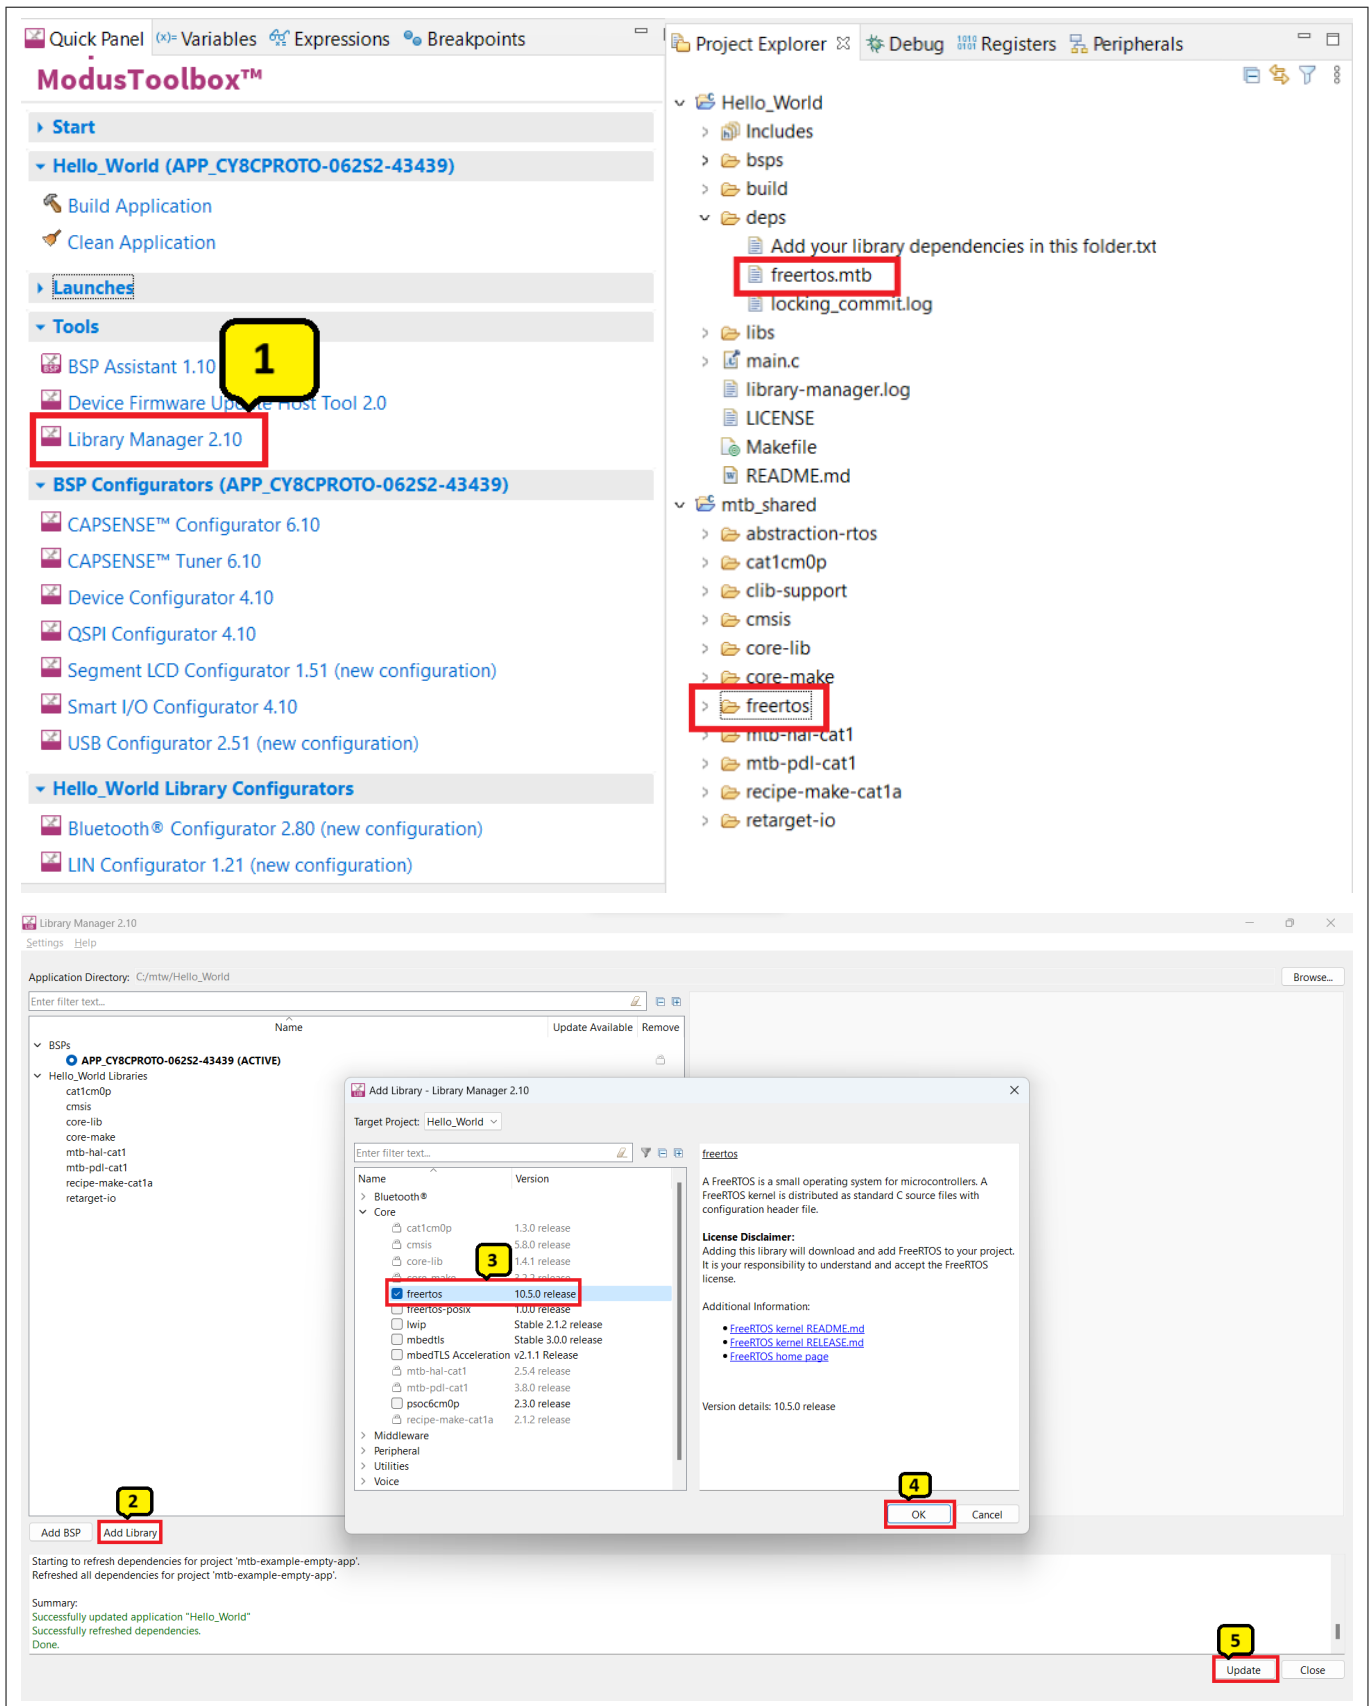 Quick Panel (x)= Variables Expressions Breakpoints
ModusToolbox™
Start
Hello_World (APP_CY8CPROTO-062S2-43439)
Build Application
Clean Application
Launches
Tools
1
BSP Assistant 1.10
Device Firmware Update Host Tool 2.0
Library Manager 2.10
BSP Configurators (APP_CY8CPROTO-062S2-43439)
CAPSENSE™ Configurator 6.10
CAPSENSE™ Tuner 6.10
Device Configurator 4.10
QSPI Configurator 4.10
Segment LCD Configurator 1.51 (new configuration)
Smart I/O Configurator 4.10
USB Configurator 2.51 (new configuration)
Hello_World Library Configurators
Bluetooth® Configurator 2.80 (new configuration)
LIN Configurator 1.21 (new configuration)
Project Explorer Debug 1010 0101 Registers Peripherals
Hello_World
Includes
bsps
build
deps
Add your library dependencies in this folder.txt
freertos.mtb
locking_commit.log
libs
main.c
library-manager.log
LICENSE
Makefile
README.md
mtb_shared
abstraction-rtos
cat1cm0p
clib-support
cmsis
core-lib
core-make
freertos
mtb-hal-cat1
mtb-pdl-cat1
recipe-make-cat1a
retarget-io
Library Manager 2.10
Settings Help
Application Directory: C:/mtw/Hello_World
Browse...
Enter filter text...
Name Update Available Remove
BSPs
APP_CY8CPROTO-062S2-43439 (ACTIVE)
Hello_World Libraries
cat1cm0p
cmsis
core-lib
core-make
mtb-hal-cat1
mtb-pdl-cat1
recipe-make-cat1a
retarget-io
Add Library - Library Manager 2.10
Target Project: Hello_World
Enter filter text...
Name Version
Bluetooth®
Core
cat1cm0p 1.3.0 release
cmsis 5.8.0 release
core-lib 1.4.1 release
3
core-make 3.2.2 release
freertos 10.5.0 release
freertos-posix 1.0.0 release
lwip Stable 2.1.2 release
mbedtls Stable 3.0.0 release
mbedTLS Acceleration v2.1.1 Release
mtb-hal-cat1 2.5.4 release
mtb-pdl-cat1 3.8.0 release
psoc6cm0p 2.3.0 release
recipe-make-cat1a 2.1.2 release
Middleware
Peripheral
Utilities
Voice
freertos
A FreeRTOS is a small operating system for microcontrollers. A
FreeRTOS kernel is distributed as standard C source files with
configuration header file.
License Disclaimer:
Adding this library will download and add FreeRTOS to your project.
It is your responsibility to understand and accept the FreeRTOS
license.
Additional Information:
FreeRTOS kernel README.md
FreeRTOS kernel RELEASE.md
FreeRTOS home page
Version details: 10.5.0 release
4
OK Cancel
2
Add BSP Add Library
Starting to refresh dependencies for project 'mtb-example-empty-app'.
Refreshed all dependencies for project 'mtb-example-empty-app'.
Summary:
Successfully updated application "Hello_World"
Successfully refreshed dependencies.
Done.
5
Update Close